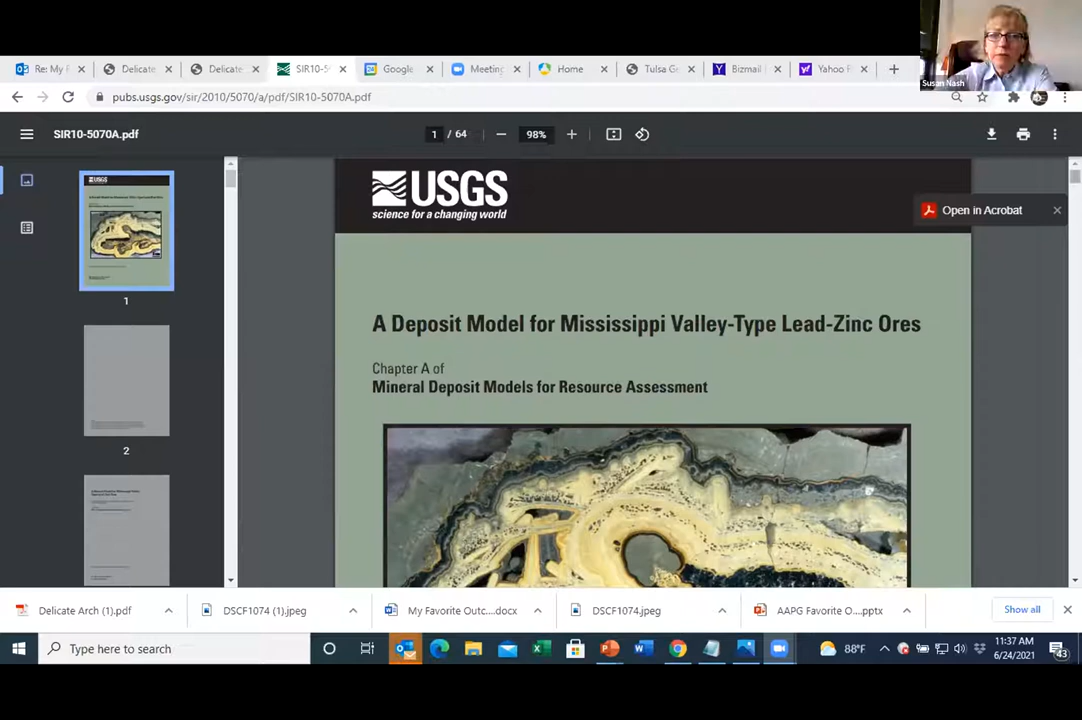 Susan Nash
Re: My F
Delicate
Delicate
SIR10-5
Google
Meeting
Home
Tulsa Ge
Bizmail
Yahoo
pubs.usgs.gov/sir/2010/5070/a/pdf/SIR10-5070A.pdf
SIR10-5070A.pdf
1 / 64
98%
Open in Acrobat
USGS
science for a changing world
A Deposit Model for Mississippi Valley-Type Lead-Zinc Ores
Chapter A of
Mineral Deposit Models for Resource Assessment
1
2
Delicate Arch (1).pdf
DSCF1074 (1).jpeg
My Favorite Outc....docx
DSCF1074.jpeg
AAPG Favorite O....pptx
Show all
Type here to search
88°F
11:37 AM
6/24/2021
43